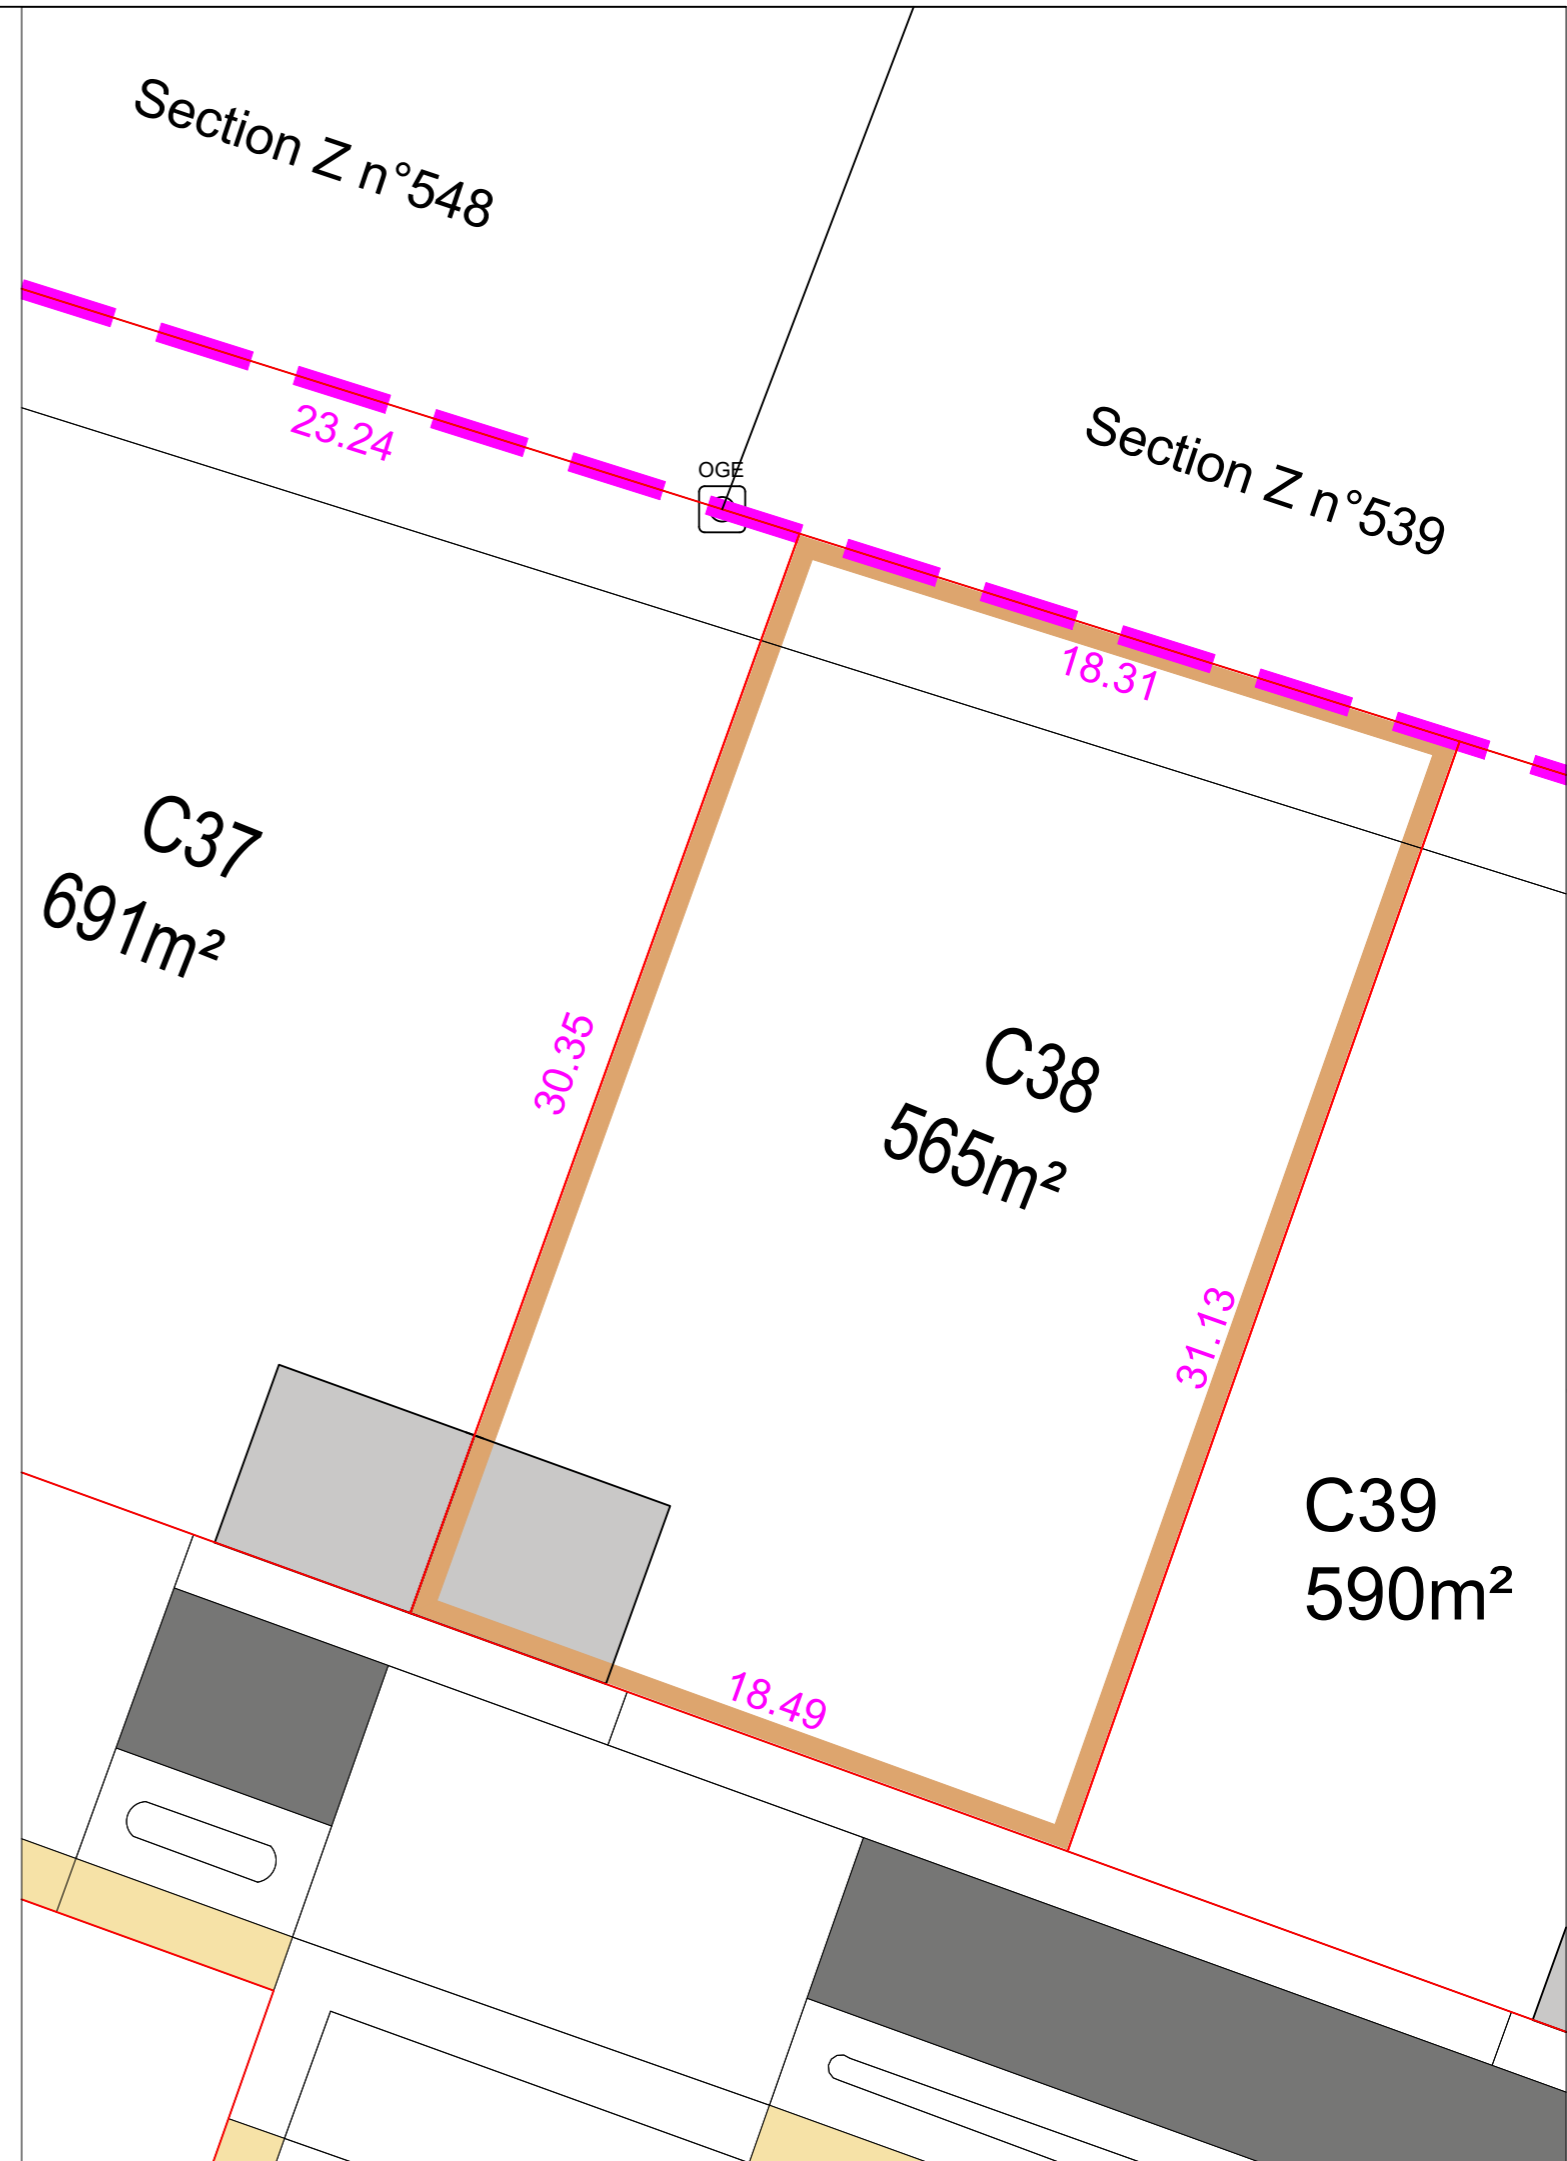 Section Z n°548
23.24
OGE
Section Z n°539
18.31
C37
691m²
30.35
C38
565m²
31.13
C39
590m²
18.49